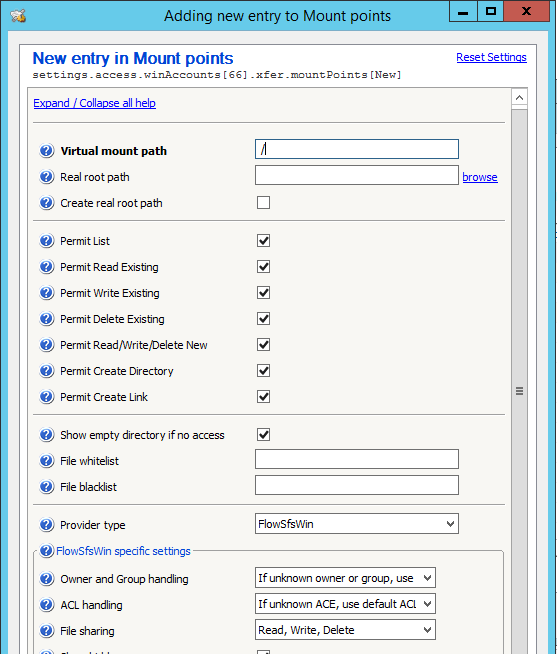 Adding new entry to Mount points
New entry in Mount points
Reset Settings
settings.access.winAccounts[66].xfer.mountPoints[New]
Expand / Collapse all help
Virtual mount path
/
Real root path
browse
Create real root path
Permit List
Permit Read Existing
Permit Write Existing
Permit Delete Existing
Permit Read/Write/Delete New
Permit Create Directory
Permit Create Link
Show empty directory if no access
File whitelist
File blacklist
Provider type
FlowSfsWin
FlowSfsWin specific settings
Owner and Group handling
If unknown owner or group, use
ACL handling
If unknown ACE, use default ACL
File sharing
Read, Write, Delete